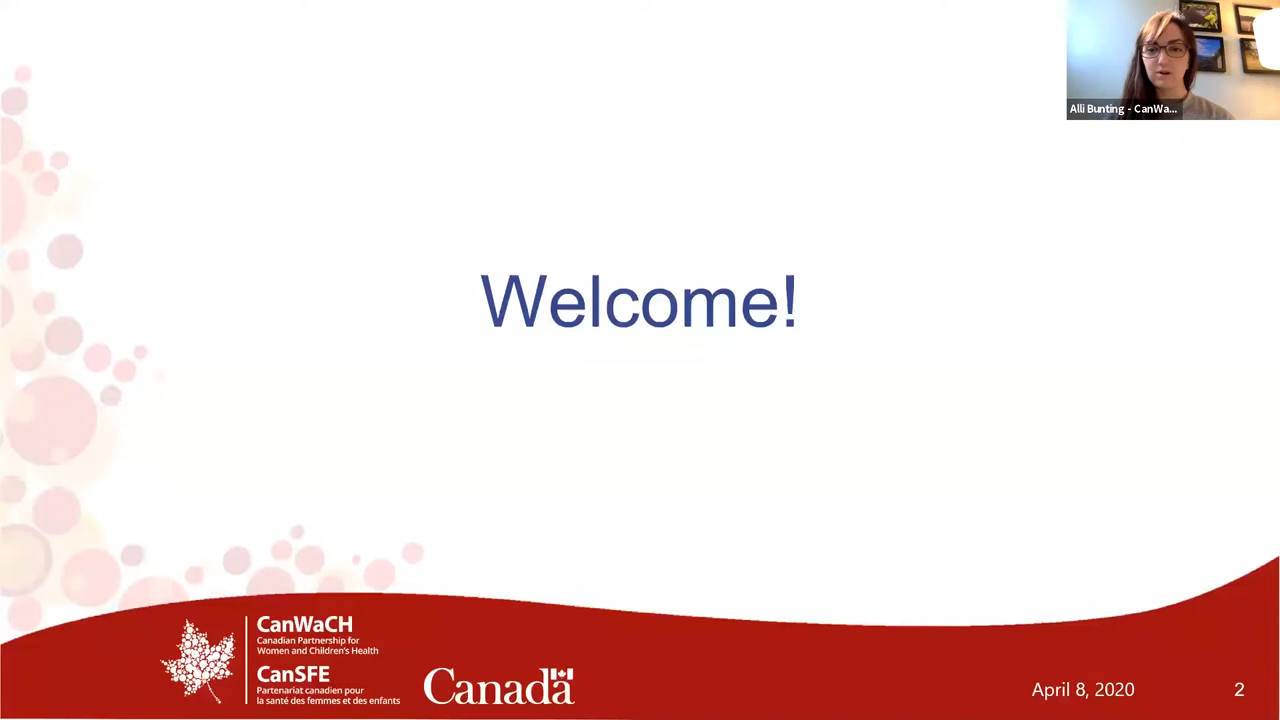 Alli Bunting - CanWa...
Welcome!
CanWaCH
Canadian Partnership for
Women and Children's Health
CanSFE
Partenariat canadien pour
la santé des femmes et des enfants
Canada
April 8, 2020
2